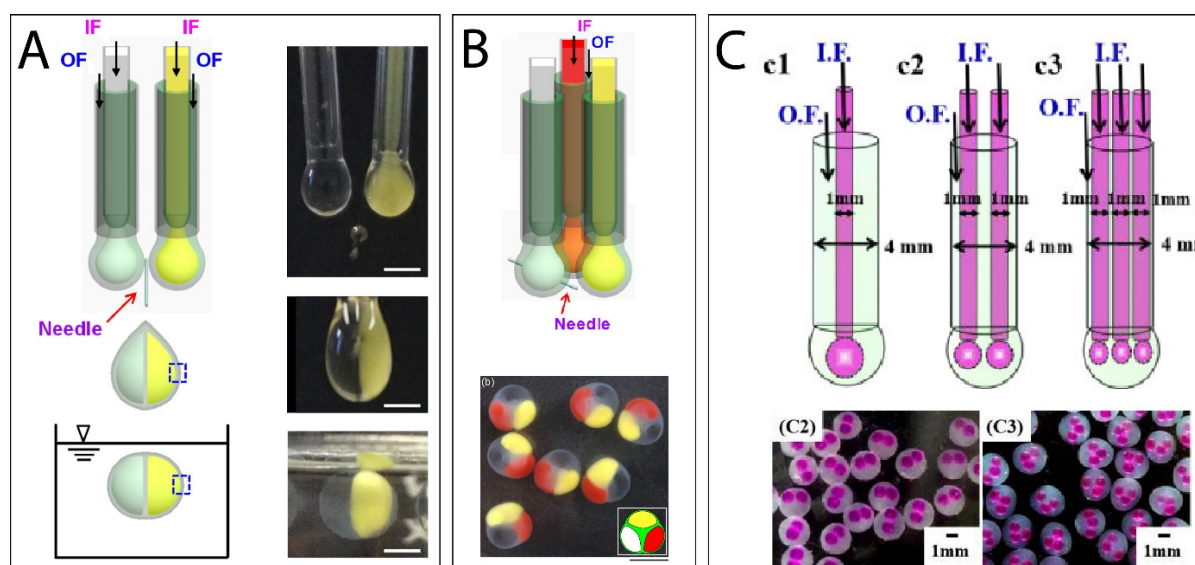 A
IF
IF
OF
OF
Needle
B
IF
OF
Needle
(b)
C
c1
I.F.
c2
I.F.
c3
I.F.
O.F.
O.F.
O.F.
1mm
1mm
1mm
1mm
1mm
1mm
4 mm
4 mm
4 m
(C2)
(C3)
1mm
1mm